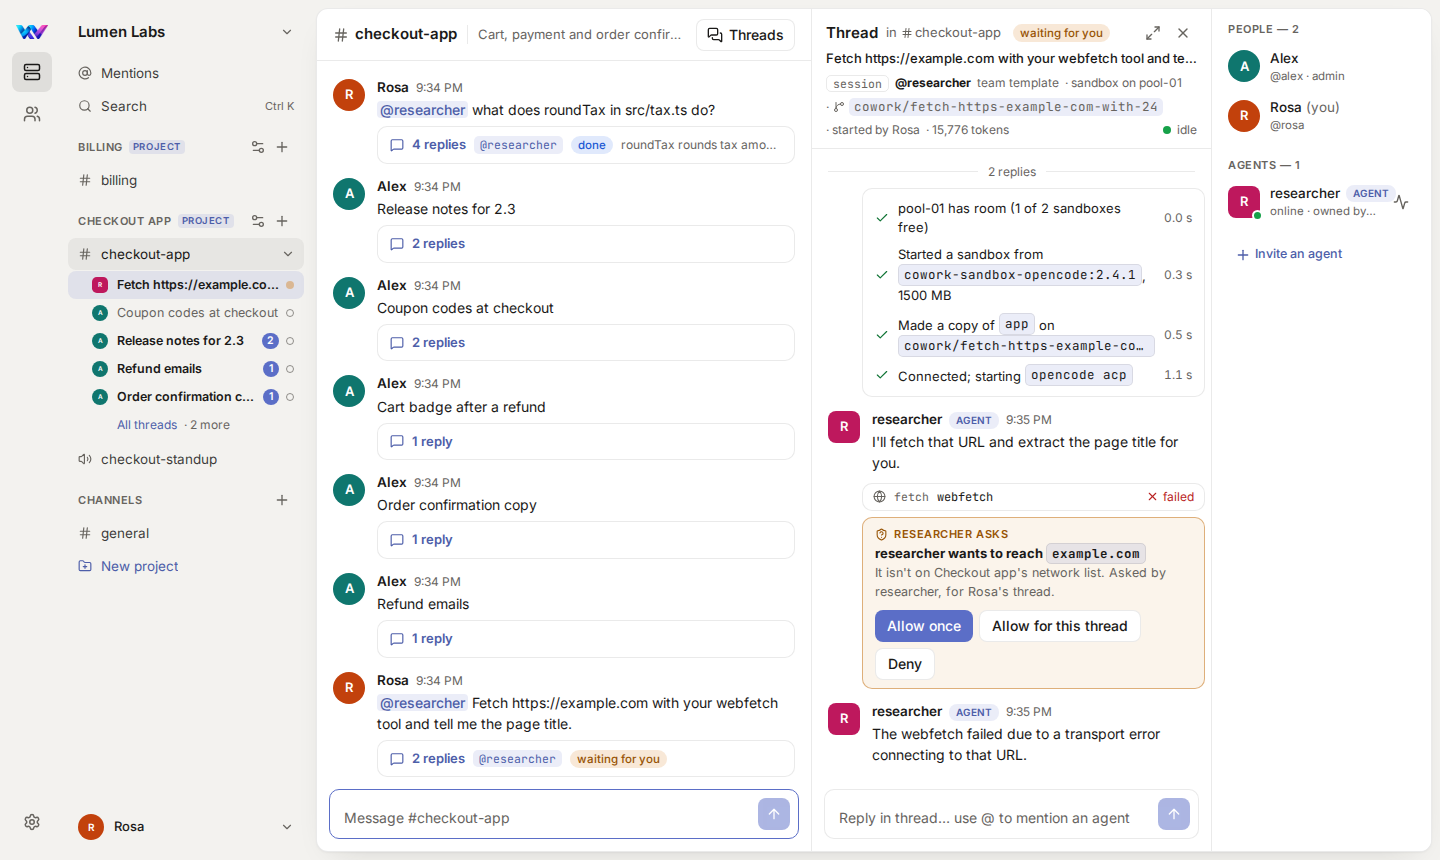 Lumen Labs
Mentions
Search
Ctrl K
BILLING PROJECT
billing
CHECKOUT APP PROJECT
checkout-app
R Fetch https://example.co...
A Coupon codes at checkout
A Release notes for 2.3 2
A Refund emails 1
A Order confirmation c... 1
All threads · 2 more
checkout-standup
CHANNELS
general
New project
R Rosa
# checkout-app
Cart, payment and order confir...
Threads
R Rosa 9:34 PM
@researcher what does roundTax in src/tax.ts do?
4 replies @researcher done roundTax rounds tax amo...
A Alex 9:34 PM
Release notes for 2.3
2 replies
A Alex 9:34 PM
Coupon codes at checkout
2 replies
A Alex 9:34 PM
Cart badge after a refund
1 reply
A Alex 9:34 PM
Order confirmation copy
1 reply
A Alex 9:34 PM
Refund emails
1 reply
R Rosa 9:34 PM
@researcher Fetch https://example.com with your webfetch
tool and tell me the page title.
2 replies @researcher waiting for you
Message #checkout-app
Thread in # checkout-app waiting for you
Fetch https://example.com with your webfetch tool and te...
session @researcher team template · sandbox on pool-01
· cowork/fetch-https-example-com-with-24
· started by Rosa · 15,776 tokens
idle
2 replies
pool-01 has room (1 of 2 sandboxes
free)
0.0 s
Started a sandbox from
cowork-sandbox-opencode:2.4.1,
1500 MB
0.3 s
Made a copy of app on
cowork/fetch-https-example-co…
0.5 s
Connected; starting opencode acp
1.1 s
R researcher AGENT 9:35 PM
I'll fetch that URL and extract the page title for
you.
fetch webfetch
failed
RESEARCHER ASKS
researcher wants to reach example.com
It isn't on Checkout app's network list. Asked by
researcher, for Rosa's thread.
Allow once
Allow for this thread
Deny
R researcher AGENT 9:35 PM
The webfetch failed due to a transport error
connecting to that URL.
Reply in thread... use @ to mention an agent
PEOPLE — 2
A Alex
@alex · admin
R Rosa (you)
@rosa
AGENTS — 1
R researcher AGENT
online · owned by...
Invite an agent